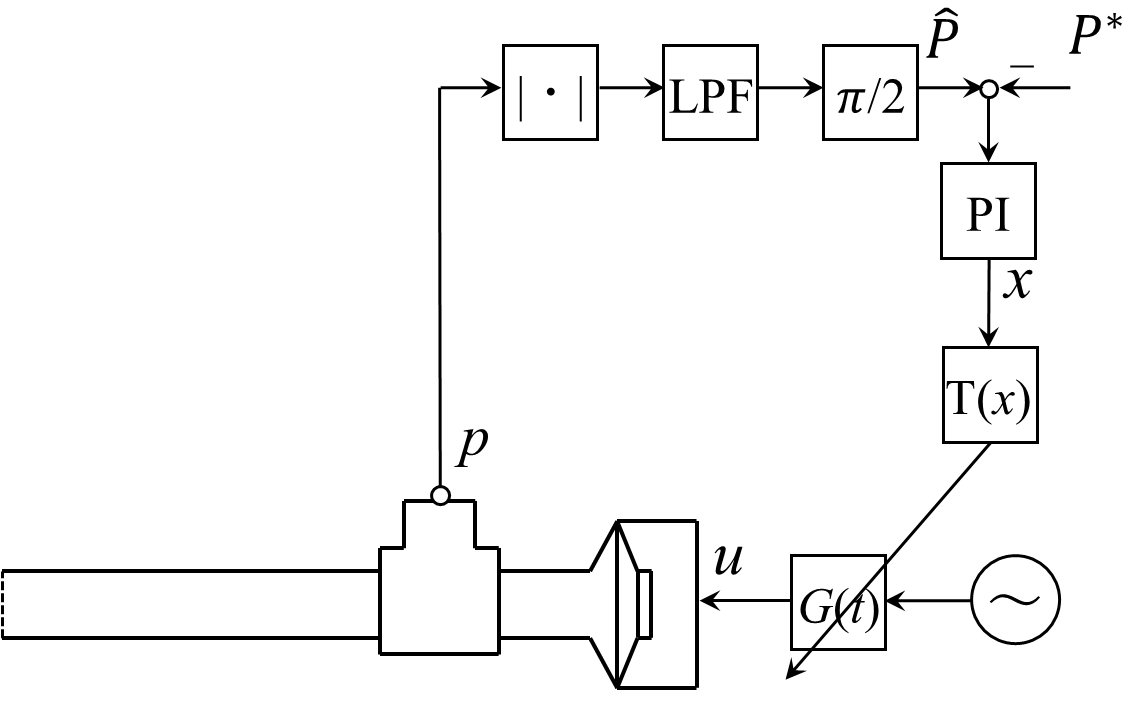 P̂
P*
−
| · |
LPF
π/2
PI
x
T(x)
p
u
G(t)
~